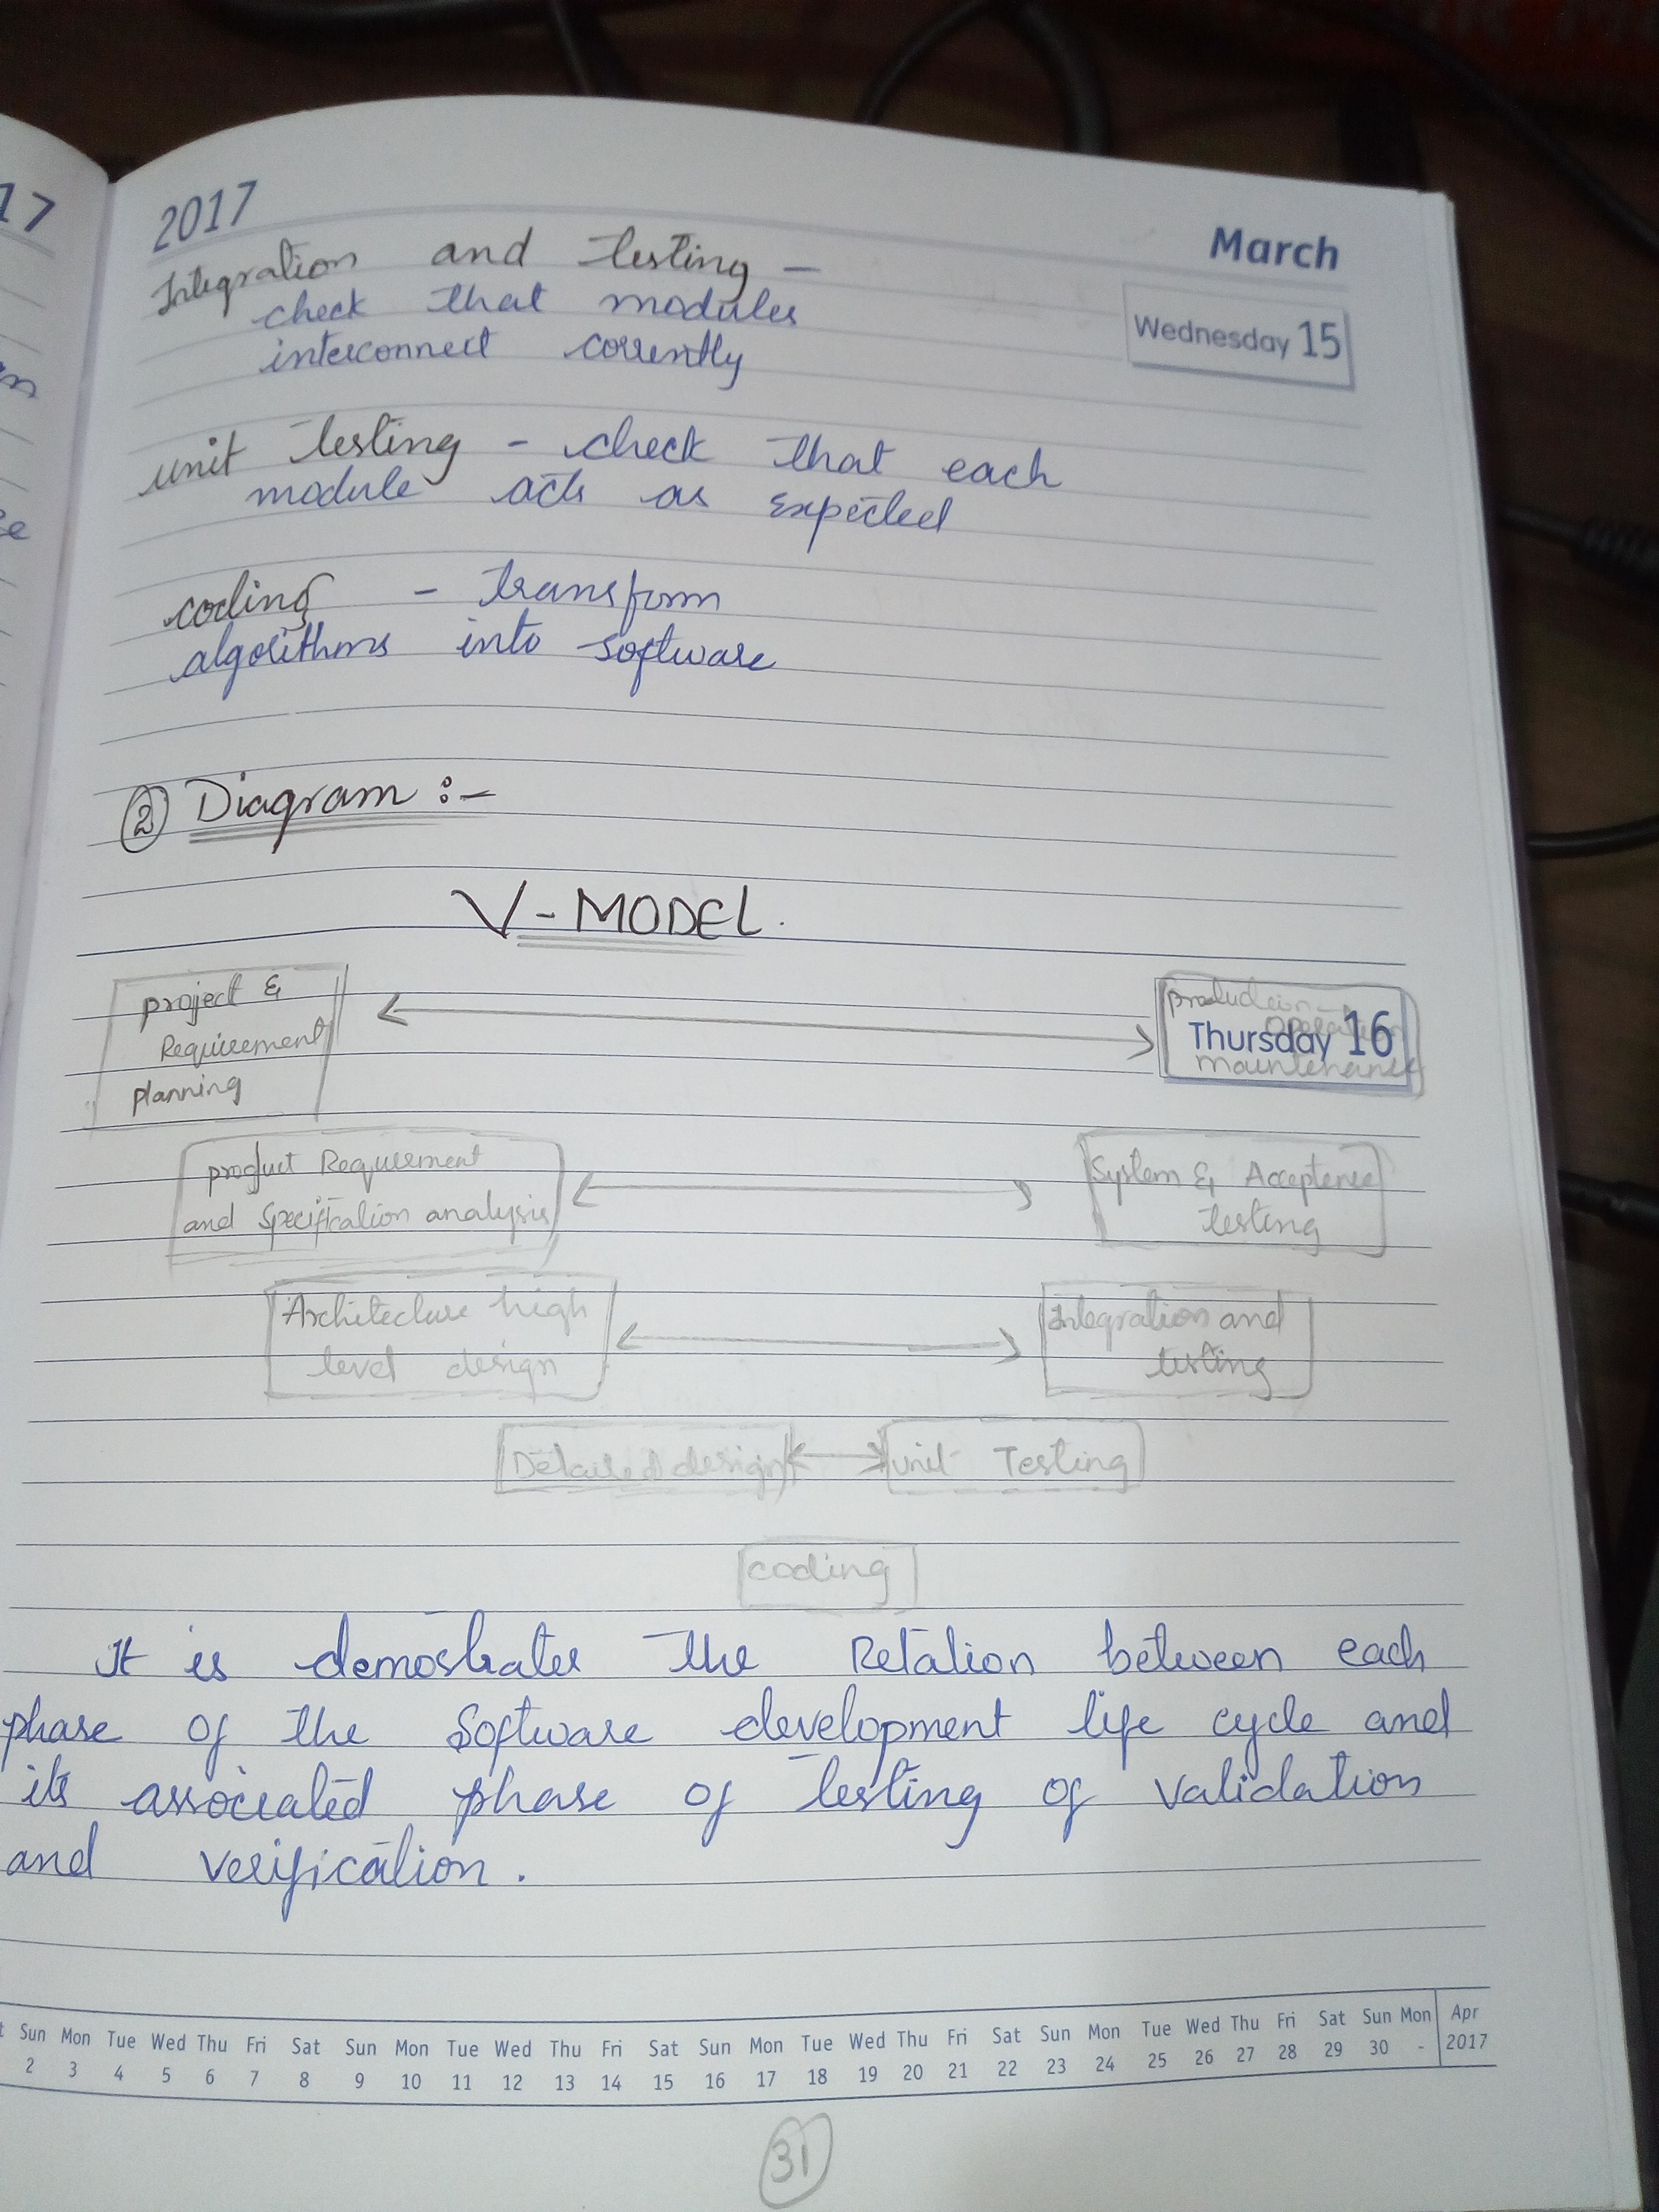 17
2017
March
Wednesday 15
Integration and testing -
check that modules
interconnect corrently
unit testing - check that each
module acts as expected
coding - transform
algorithms into software
② Diagram :-
V-MODEL.
project &
Requirement
planning
production
operation
Thursday 16
maintenance
product Requirement
and Specification analysis
System & Acceptence
testing
Architecture high
level design
Integration and
testing
Detailed design
unit Testing
coding
It is demostrates the Relation between each
phase of the Software development life cycle and
its associated phase of testing of validation
and verification.
Sun Mon Tue Wed Thu Fri Sat Sun Mon Tue Wed Thu Fri Sat Sun Mon Tue Wed Thu Fri Sat Sun Mon Tue Wed Thu Fri Sat Sun Mon Apr
2 3 4 5 6 7 8 9 10 11 12 13 14 15 16 17 18 19 20 21 22 23 24 25 26 27 28 29 30 - 2017
31